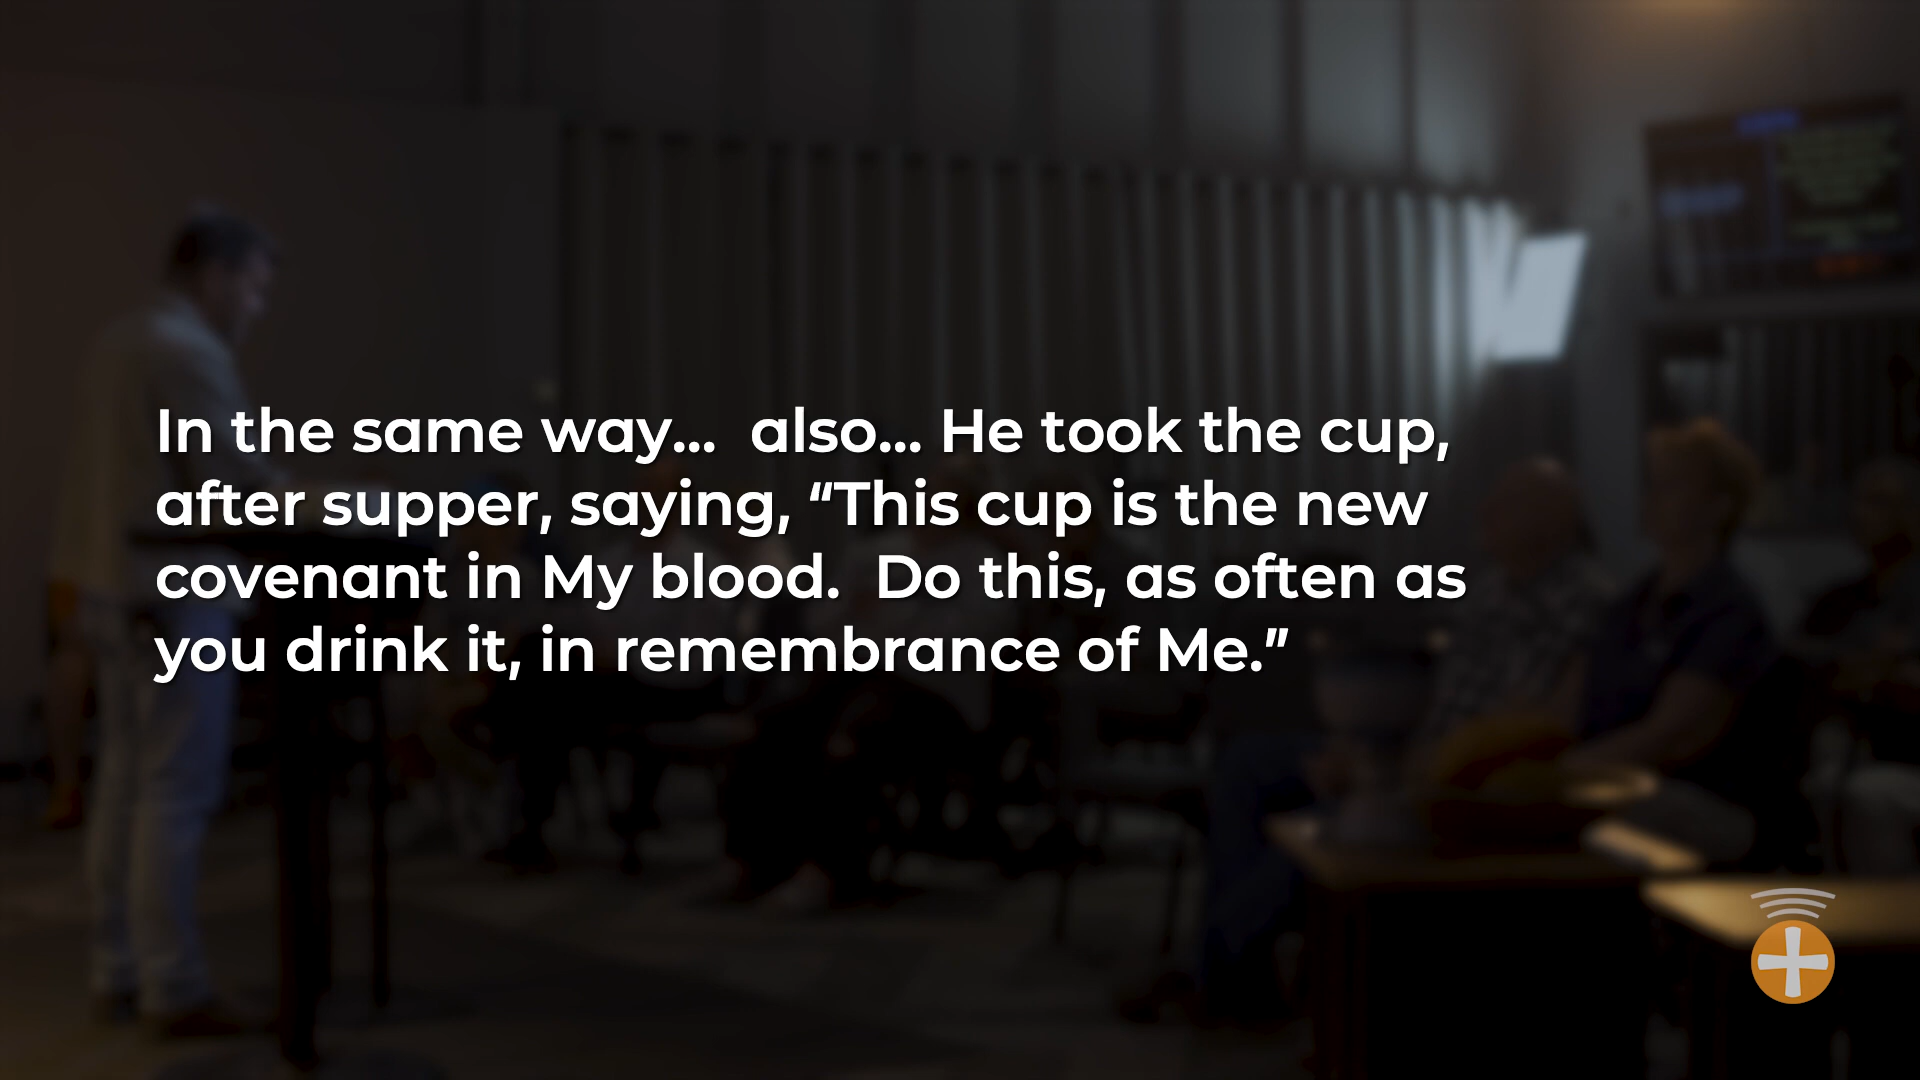 In the same way...  also... He took the cup,
after supper, saying, “This cup is the new
covenant in My blood.  Do this, as often as
you drink it, in remembrance of Me.”